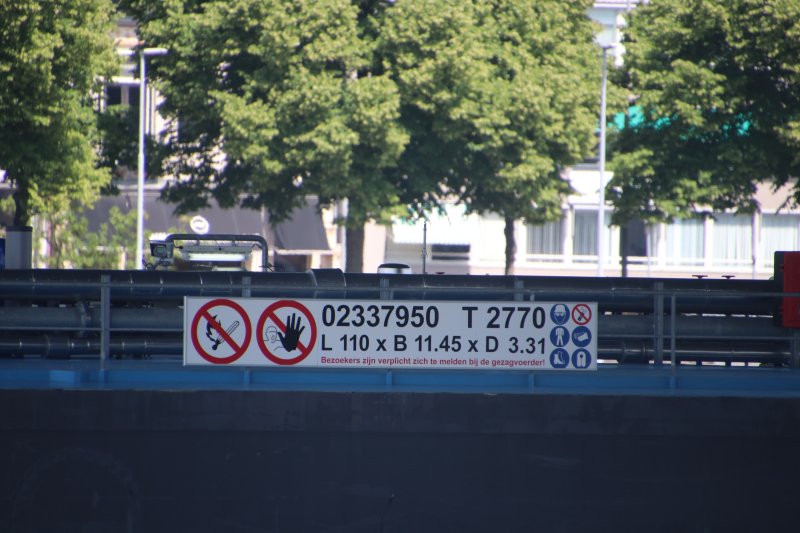 02337950 T 2770
L 110 x B 11.45 x D 3.31
Bezoekers zijn verplicht zich te melden bij de gezagvoerder!